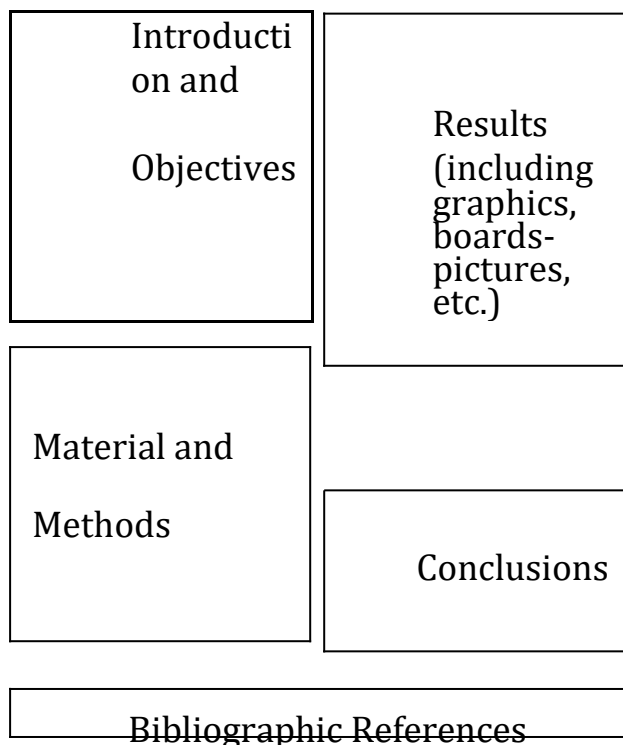 Introducti
on and
Objectives
Material and
Methods
Results
(including
graphics,
boards-
pictures,
etc.)
Conclusions
Bibliographic References